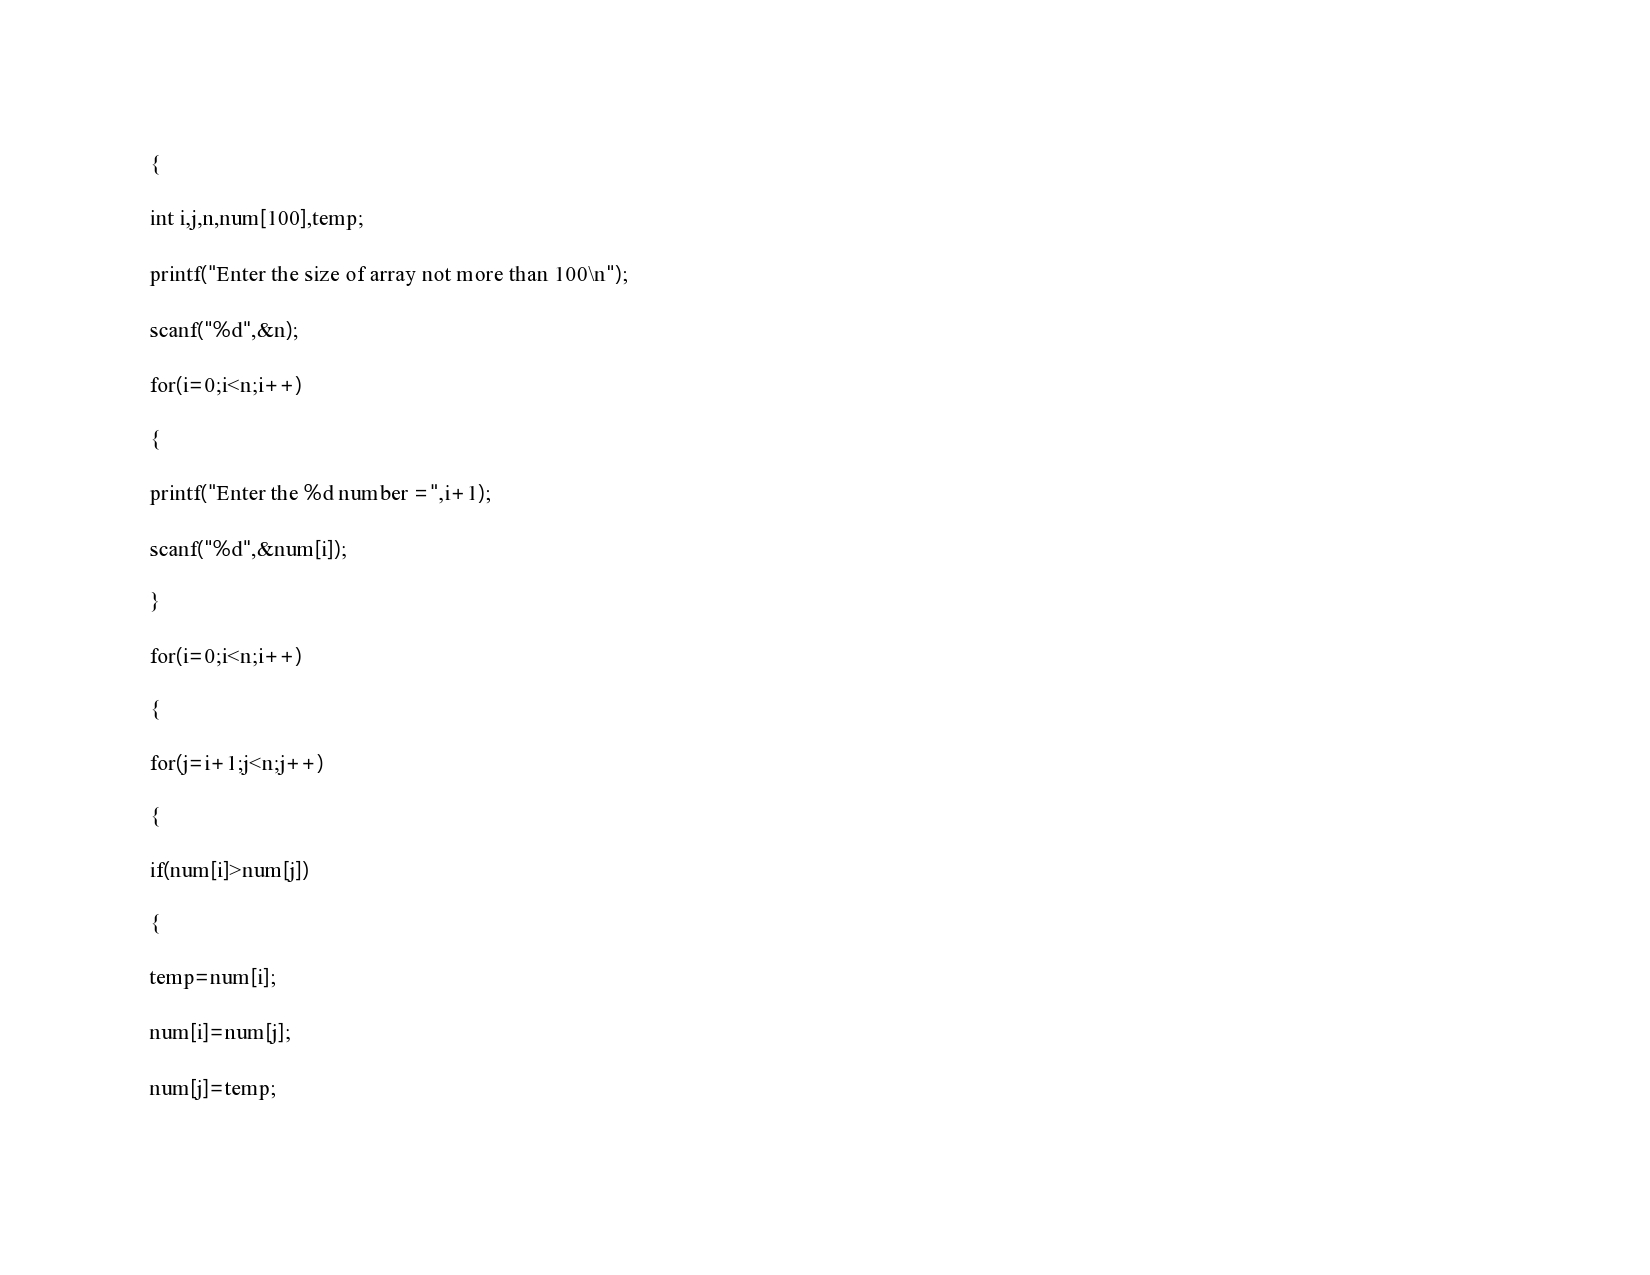 {
int i,j,n,num[100],temp;
printf("Enter the size of array not more than 100\n");
scanf("%d",&n);
for(i=0;i<n;i++)
{
printf("Enter the %d number =",i+1);
scanf("%d",&num[i]);
}
for(i=0;i<n;i++)
{
for(j=i+1;j<n;j++)
{
if(num[i]>num[j])
{
temp=num[i];
num[i]=num[j];
num[j]=temp;